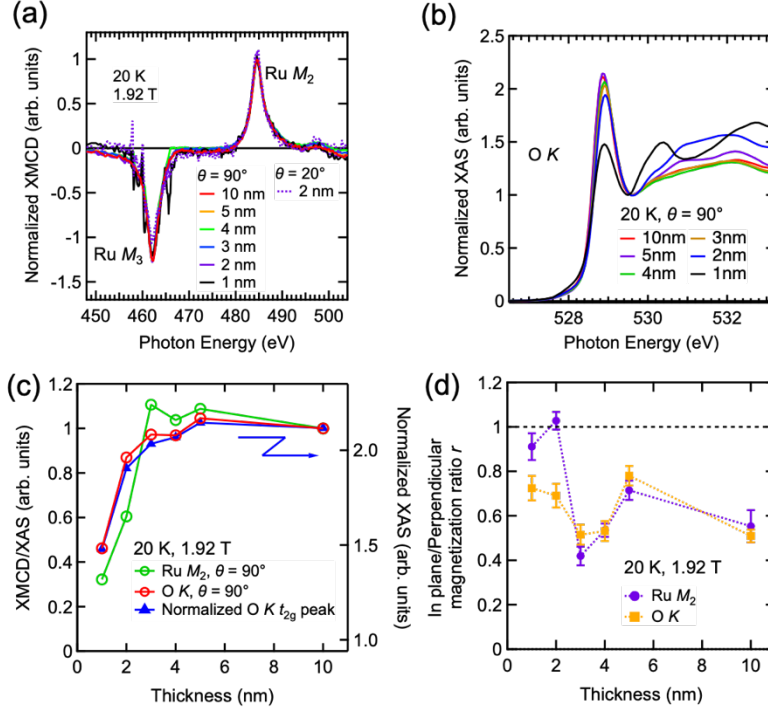 (a)
Normalized XMCD (arb. units)
1
0.5
0
-0.5
-1
-1.5
20 K
1.92 T
Ru M2
Ru M3
θ = 90°
10 nm
5 nm
4 nm
3 nm
2 nm
1 nm
θ = 20°
2 nm
450 460 470 480 490 500
Photon Energy (eV)
(b)
Normalized XAS (arb. units)
2.5
2
1.5
1
0.5
0
O K
20 K, θ = 90°
10nm 3nm
5nm 2nm
4nm 1nm
528 530 532
Photon Energy (eV)
(c)
XMCD/XAS (arb. units)
1.2
1
0.8
0.6
0.4
0.2
0
20 K, 1.92 T
Ru M2, θ = 90°
O K, θ = 90°
Normalized O K t2g peak
2.0
1.5
1.0
Normalized XAS (arb. units)
0 2 4 6 8 10
Thickness (nm)
(d)
In plane/Perpendicular
magnetization ratio r
1.2
1
0.8
0.6
0.4
0.2
0
20 K, 1.92 T
Ru M2
O K
0 2 4 6 8 10
Thickness (nm)